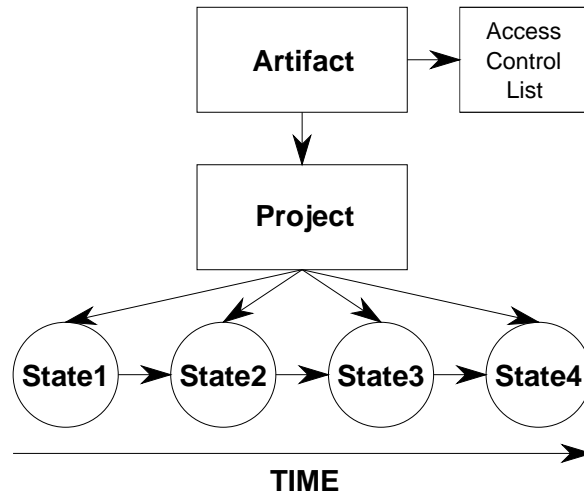 Artifact
Access
Control
List
Project
State1 State2 State3 State4
TIME